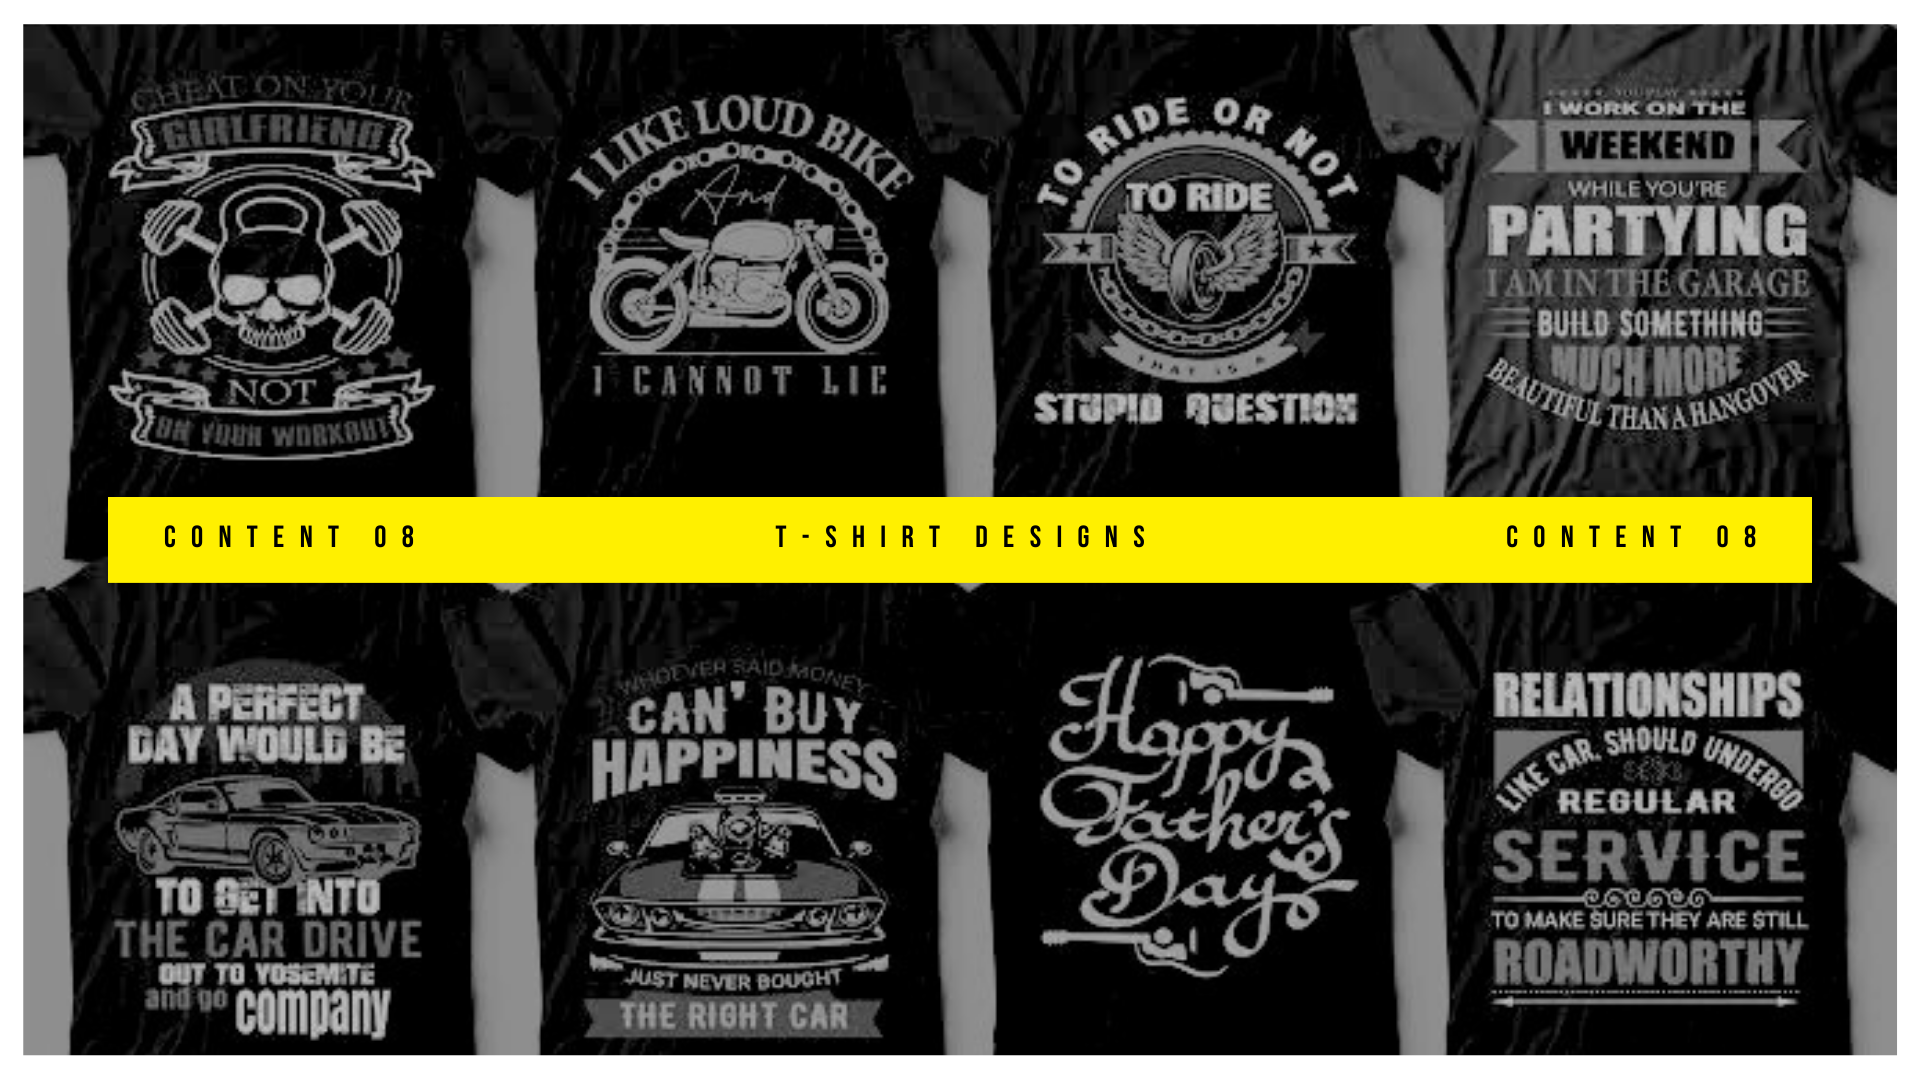 CHEAT ON YOUR
GIRLFRIEND
NOT
ON YOUR WORKOUT
I LIKE LOUD BIKE
And
I CANNOT LIE
TO RIDE OR NOT
TO RIDE
THAT IS A
STUPID QUESTION
I WORK ON THE
WEEKEND
WHILE YOU'RE
PARTYING
I AM IN THE GARAGE
BUILD SOMETHING
MUCH MORE
BEAUTIFUL THAN A HANGOVER
CONTENT 08
T-SHIRT DESIGNS
CONTENT 08
A PERFECT
DAY WOULD BE
TO GET INTO
THE CAR DRIVE
OUT TO YOSEMITE
and go company
WHOEVER SAID MONEY
CAN' BUY
HAPPINESS
JUST NEVER BOUGHT
THE RIGHT CAR
Happy
Father's
Day
RELATIONSHIPS
LIKE CAR, SHOULD UNDERGO
REGULAR
SERVICE
TO MAKE SURE THEY ARE STILL
ROADWORTHY